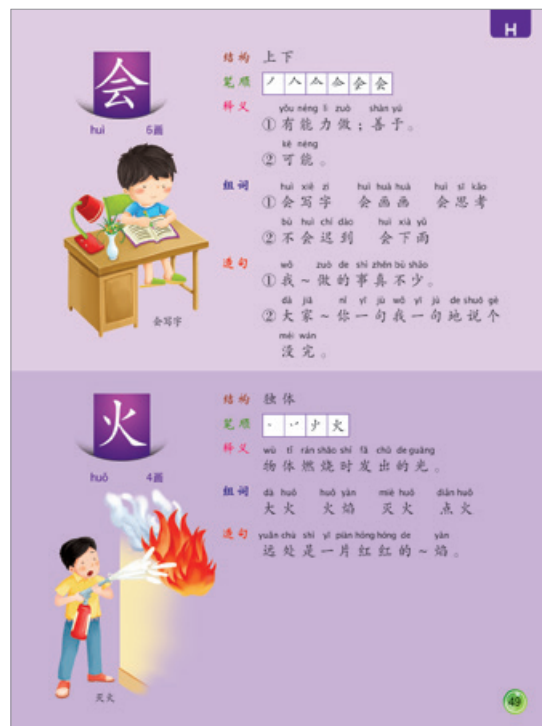 H
会
huì 6画
会写字
结构 上下
笔顺 丿 人 亼 亼 会 会
释义
yǒu néng lì zuò shàn yú
①有能力做；善于。
kě néng
②可能。
组词
huì xiě zì huì huà huà huì sī kǎo
①会写字 会画画 会思考
bù huì chí dào huì xià yǔ
②不会迟到 会下雨
造句
wǒ zuò de shì zhēn bù shǎo
①我～做的事真不少。
dà jiā nǐ yī jù wǒ yī jù de shuō gè
②大家～你一句我一句地说个
méi wán
没完。
火
huǒ 4画
灭火
结构 独体
笔顺 火
释义
wù tǐ rán shāo shí fā chū de guāng
物体燃烧时发出的光。
组词
dà huǒ huǒ yàn miè huǒ diǎn huǒ
大火 火焰 灭火 点火
造句
yuǎn chù shì yī piàn hóng hóng de yàn
远处是一片红红的～焰。
49